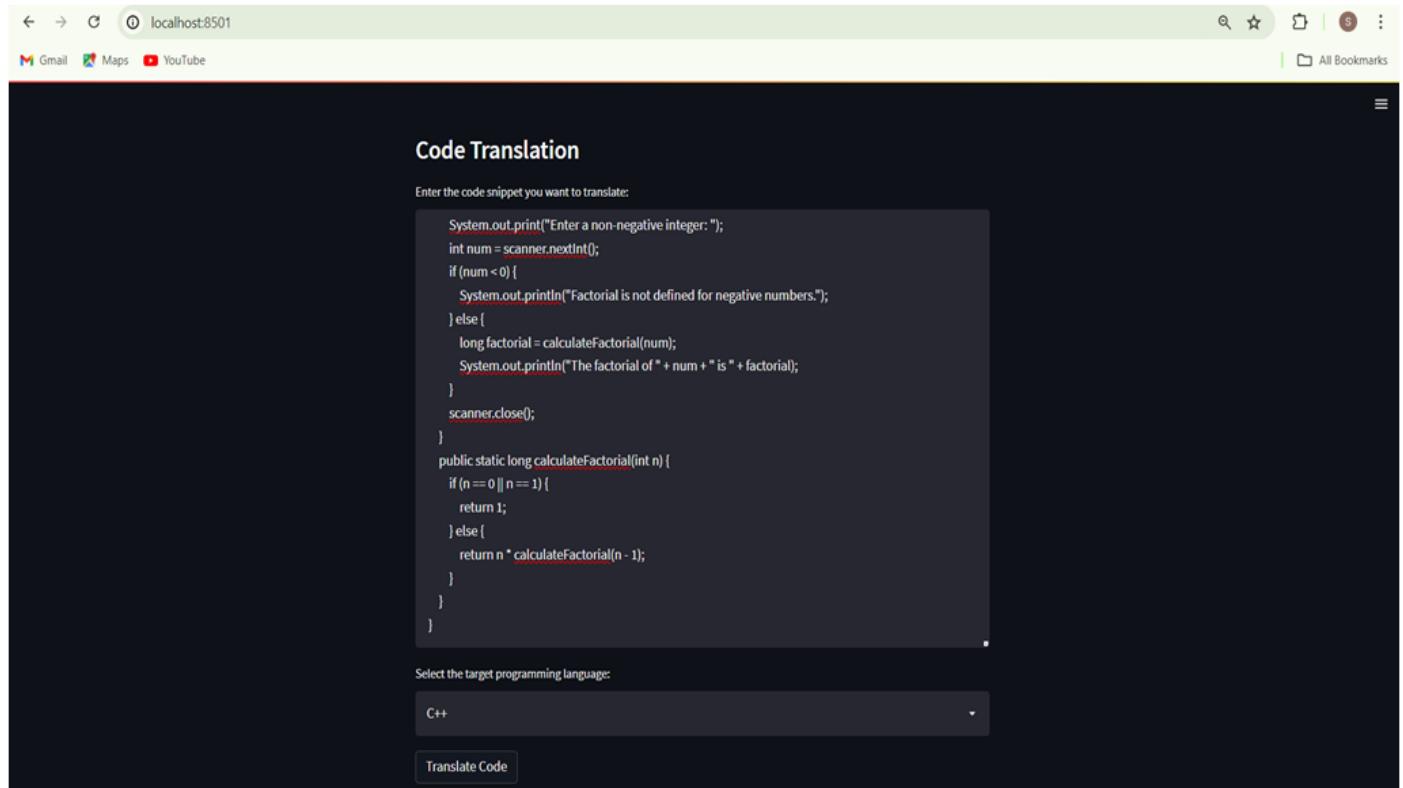 localhost:8501
S
Gmail Maps YouTube All Bookmarks
Code Translation
Enter the code snippet you want to translate:
System.out.print("Enter a non-negative integer: ");
int num = scanner.nextInt();
if (num < 0) {
System.out.println("Factorial is not defined for negative numbers.");
} else {
long factorial = calculateFactorial(num);
System.out.println("The factorial of " + num + " is " + factorial);
}
scanner.close();
}
public static long calculateFactorial(int n) {
if (n == 0 || n == 1) {
return 1;
} else {
return n * calculateFactorial(n - 1);
}
}
}
Select the target programming language:
C++
Translate Code